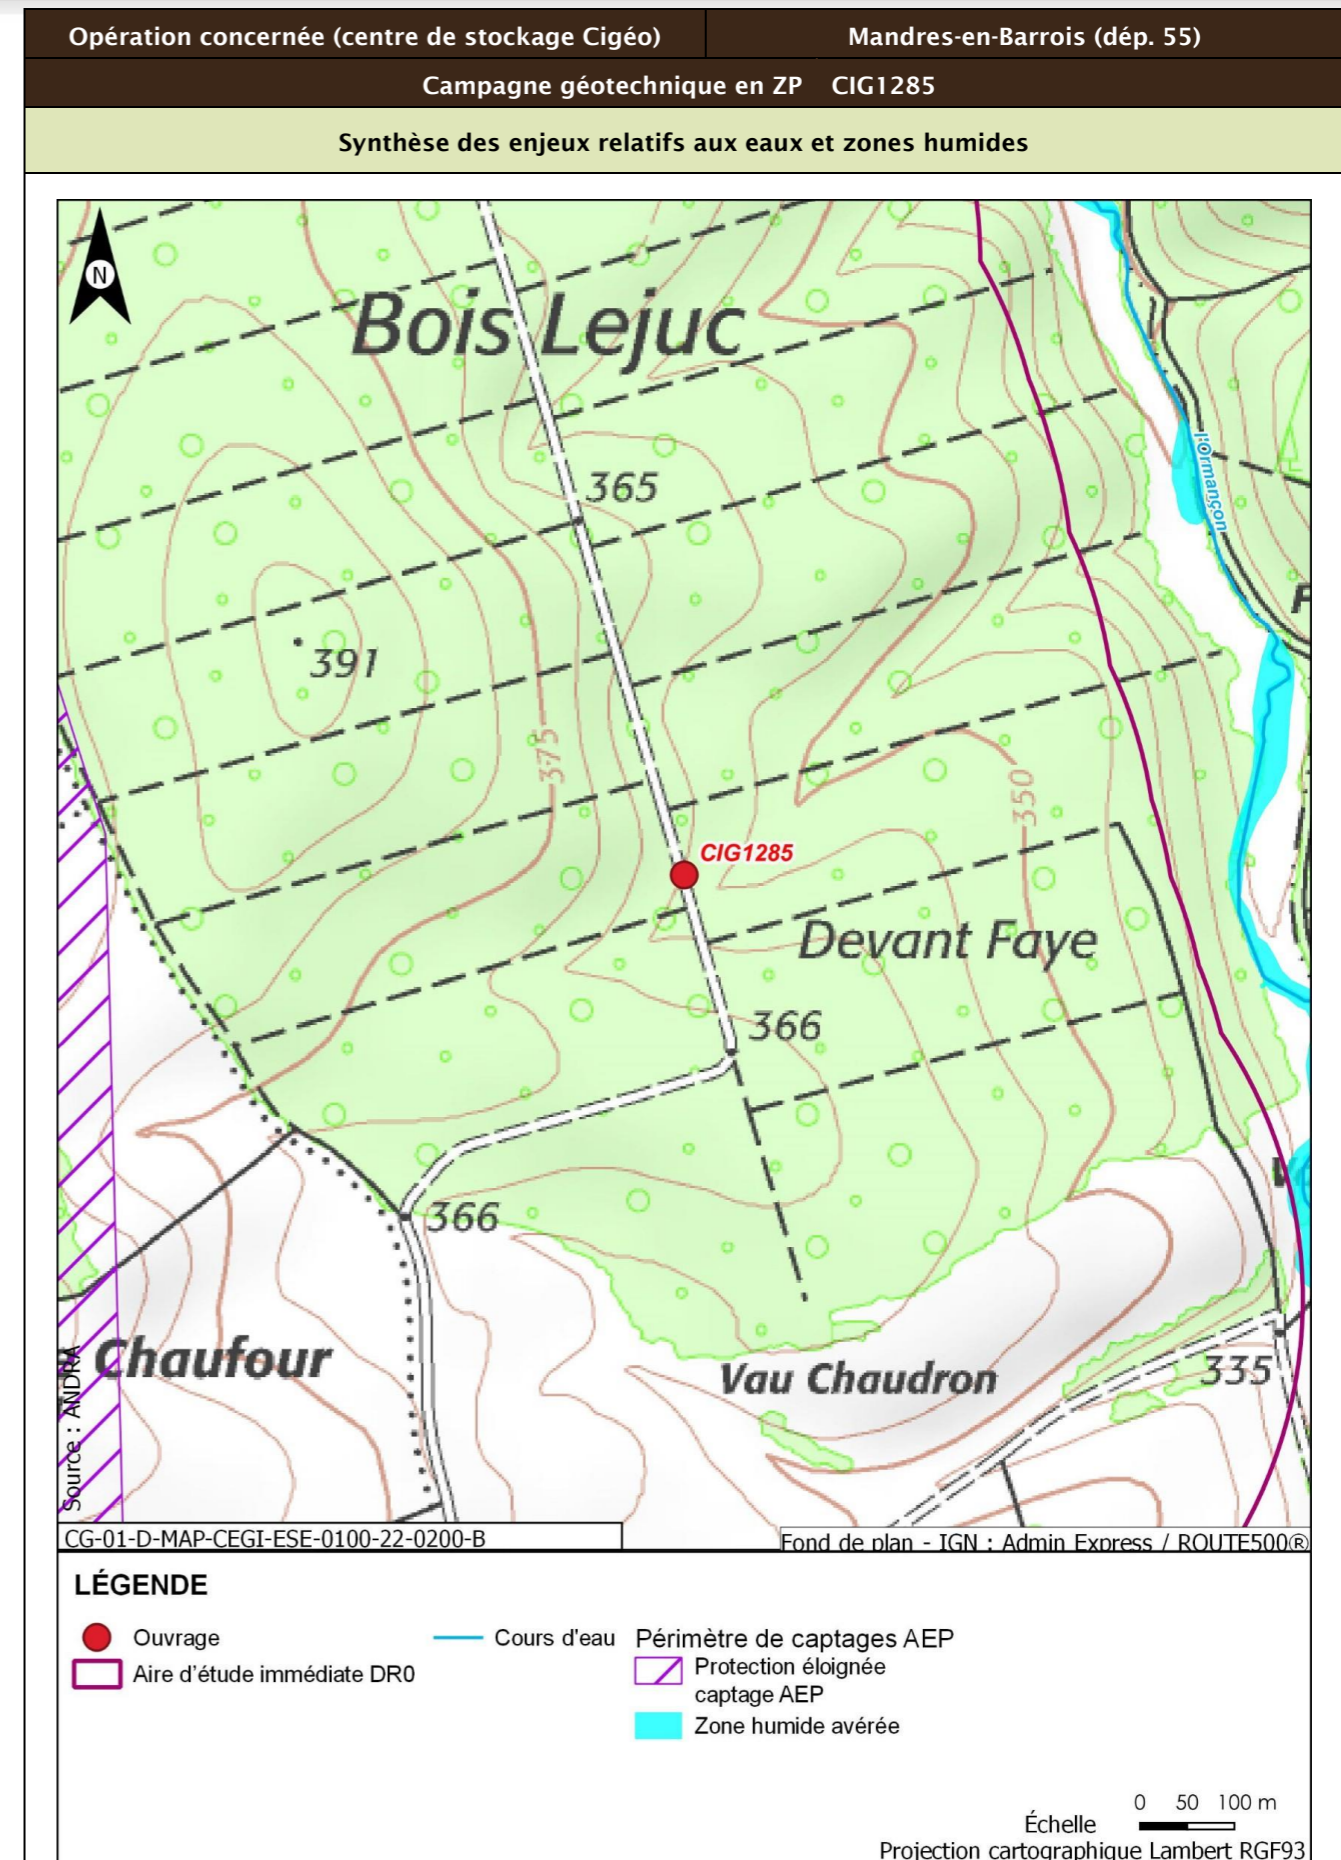 Opération concernée (centre de stockage Cigéo)
Mandres-en-Barrois (dép. 55)
Campagne géotechnique en ZP CIG1285
Synthèse des enjeux relatifs aux eaux et zones humides
N
Bois Lejuc
l'Ormançon
365
391
375
350
CIG1285
Devant Faye
366
366
Chaufour
Vau Chaudron
335
Source : ANDRA
CG-01-D-MAP-CEGI-ESE-0100-22-0200-B
Fond de plan - IGN : Admin Express / ROUTE500®
LÉGENDE
Ouvrage
Aire d'étude immédiate DR0
Cours d'eau
Périmètre de captages AEP
Protection éloignée
captage AEP
Zone humide avérée
0 50 100 m
Échelle
Projection cartographique Lambert RGF93